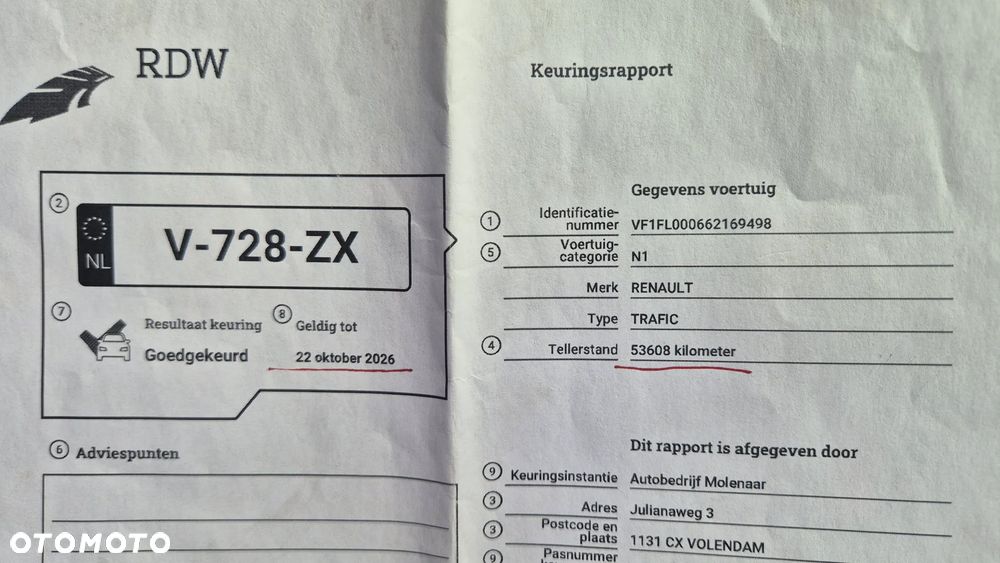 RDW
Keuringsrapport
2
NL
V-728-ZX
7
Resultaat keuring
Goedgekeurd
8
Geldig tot
22 oktober 2026
6 Adviespunten
Gegevens voertuig
1 Identificatie-
nummer VF1FL000662169498
5 Voertuig-
categorie N1
Merk RENAULT
Type TRAFIC
4 Tellerstand 53608 kilometer
Dit rapport is afgegeven door
9 Keuringsinstantie Autobedrijf Molenaar
3 Adres Julianaweg 3
3 Postcode en
plaats 1131 CX VOLENDAM
9 Pasnummer
OTOMOTO